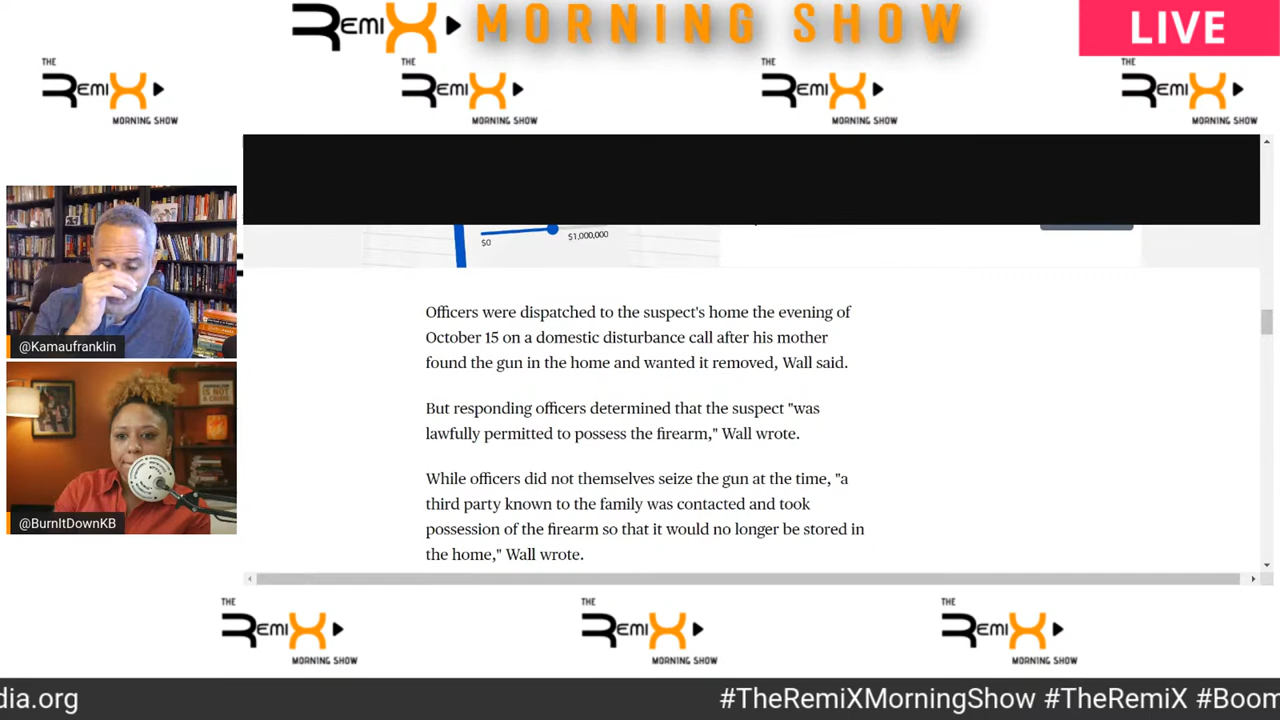 REMIX MORNING SHOW
LIVE
THE REMIX MORNING SHOW
THE REMIX MORNING SHOW
THE REMIX MORNING SHOW
THE REMIX MORNING SHOW
$0
$1,000,000
Officers were dispatched to the suspect's home the evening of
October 15 on a domestic disturbance call after his mother
found the gun in the home and wanted it removed, Wall said.
But responding officers determined that the suspect "was
lawfully permitted to possess the firearm," Wall wrote.
While officers did not themselves seize the gun at the time, "a
third party known to the family was contacted and took
possession of the firearm so that it would no longer be stored in
the home," Wall wrote.
@Kamaufranklin
@BurnItDownKB
THE REMIX MORNING SHOW
THE REMIX MORNING SHOW
THE REMIX MORNING SHOW
dia.org
#TheRemiXMorningShow #TheRemiX #Boom